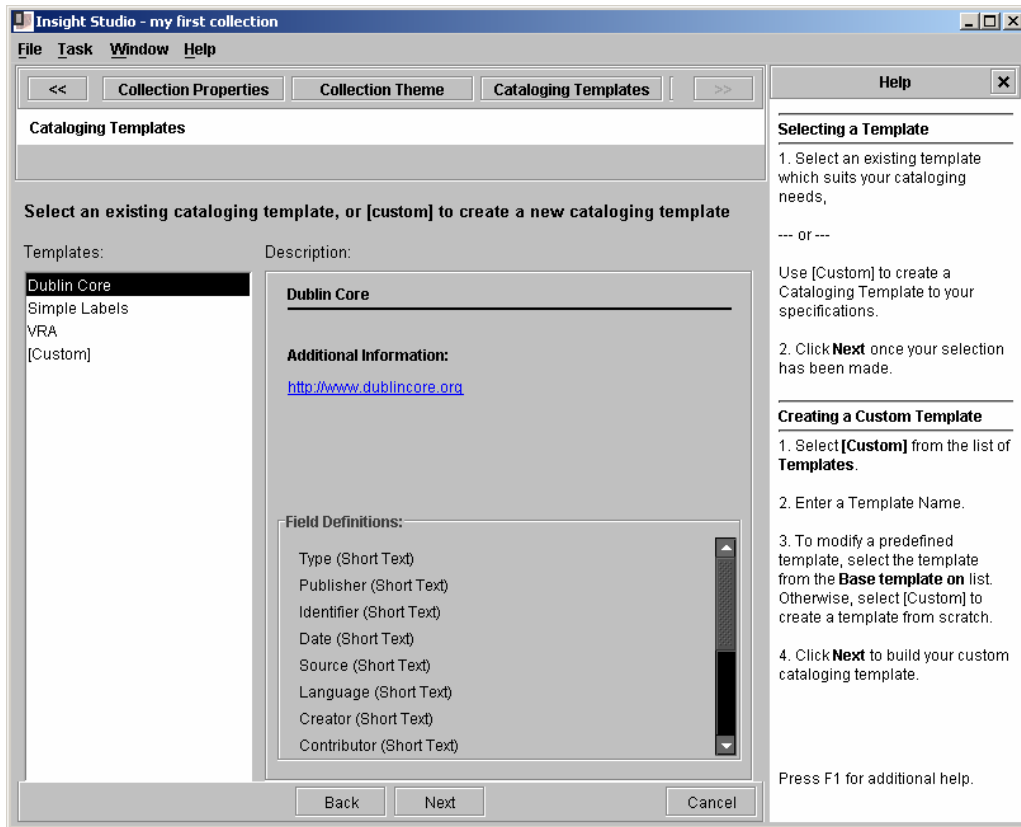 Insight Studio - my first collection
File Task Window Help
<< Collection Properties Collection Theme Cataloging Templates >>
Cataloging Templates
Select an existing cataloging template, or [custom] to create a new cataloging template
Templates:
Dublin Core
Simple Labels
VRA
[Custom]
Description:
Dublin Core
Additional Information:
http://www.dublincore.org
Field Definitions:
Type (Short Text)
Publisher (Short Text)
Identifier (Short Text)
Date (Short Text)
Source (Short Text)
Language (Short Text)
Creator (Short Text)
Contributor (Short Text)
Back Next Cancel
Help
Selecting a Template
1. Select an existing template
which suits your cataloging
needs,
--- or ---
Use [Custom] to create a
Cataloging Template to your
specifications.
2. Click Next once your selection
has been made.
Creating a Custom Template
1. Select [Custom] from the list of
Templates.
2. Enter a Template Name.
3. To modify a predefined
template, select the template
from the Base template on list.
Otherwise, select [Custom] to
create a template from scratch.
4. Click Next to build your custom
cataloging template.
Press F1 for additional help.